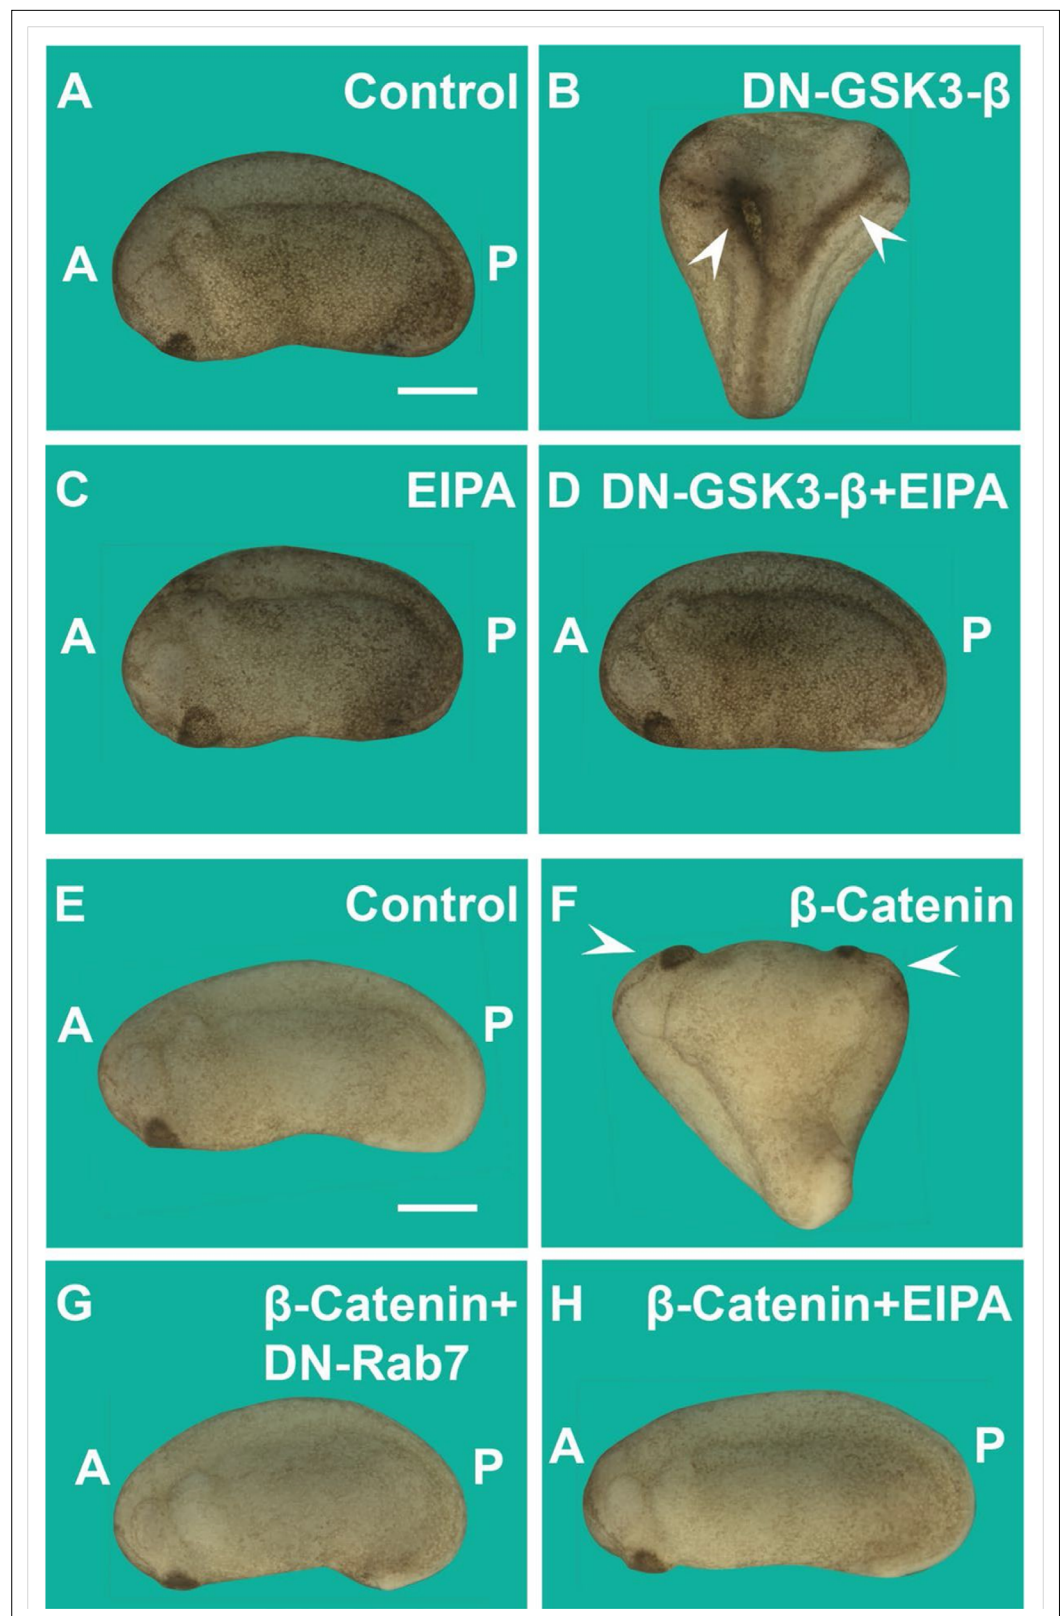 A Control
A P
B DN-GSK3-β
C EIPA
A P
D DN-GSK3-β+EIPA
A P
E Control
A P
F β-Catenin
G β-Catenin+
DN-Rab7
A P
H β-Catenin+EIPA
A P